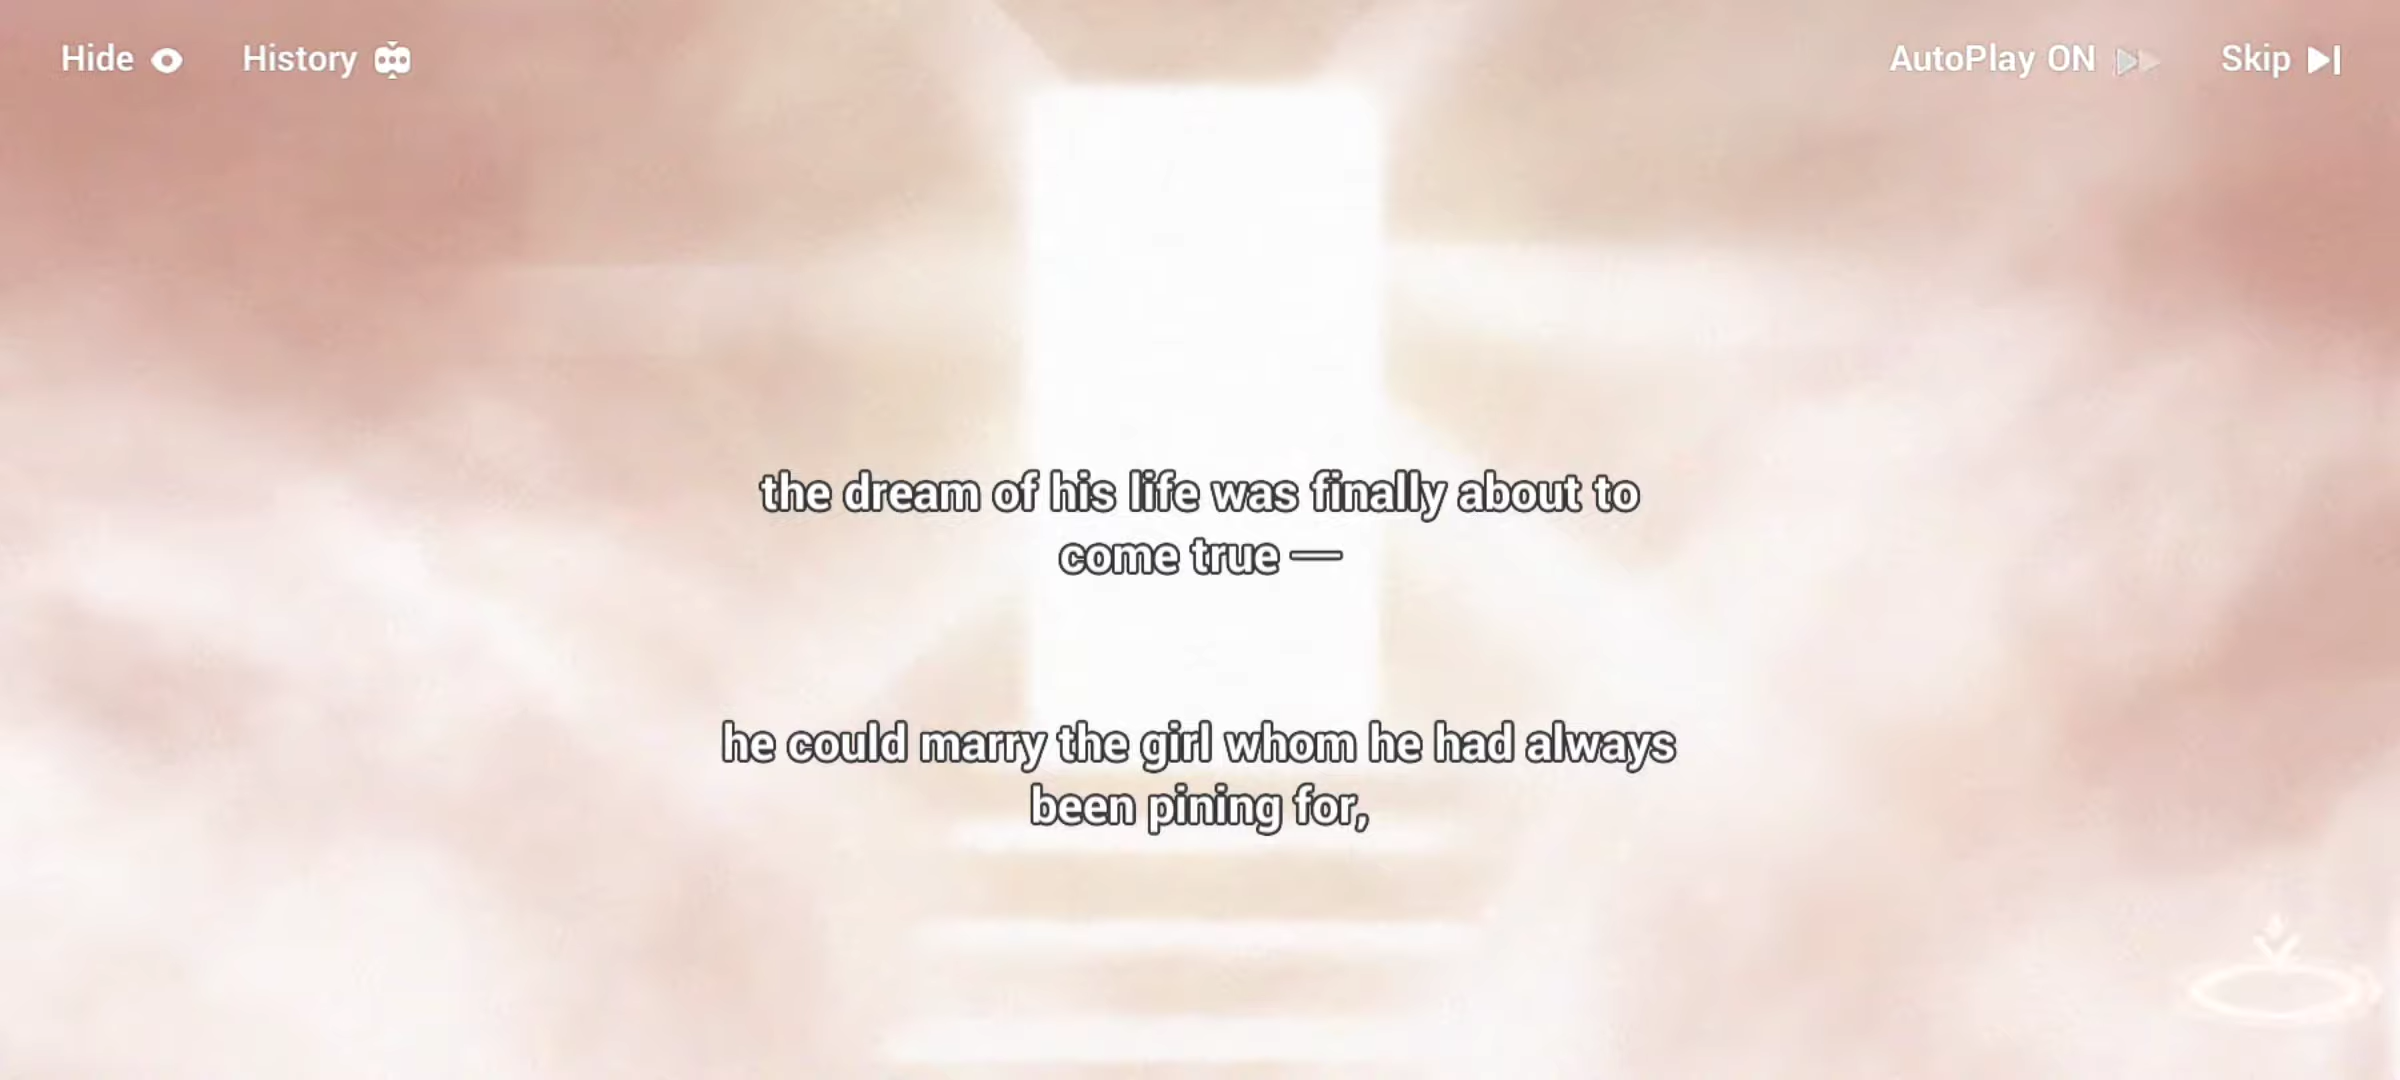 Hide
History
AutoPlay ON
Skip
the dream of his life was finally about to
come true —
he could marry the girl whom he had always
been pining for,